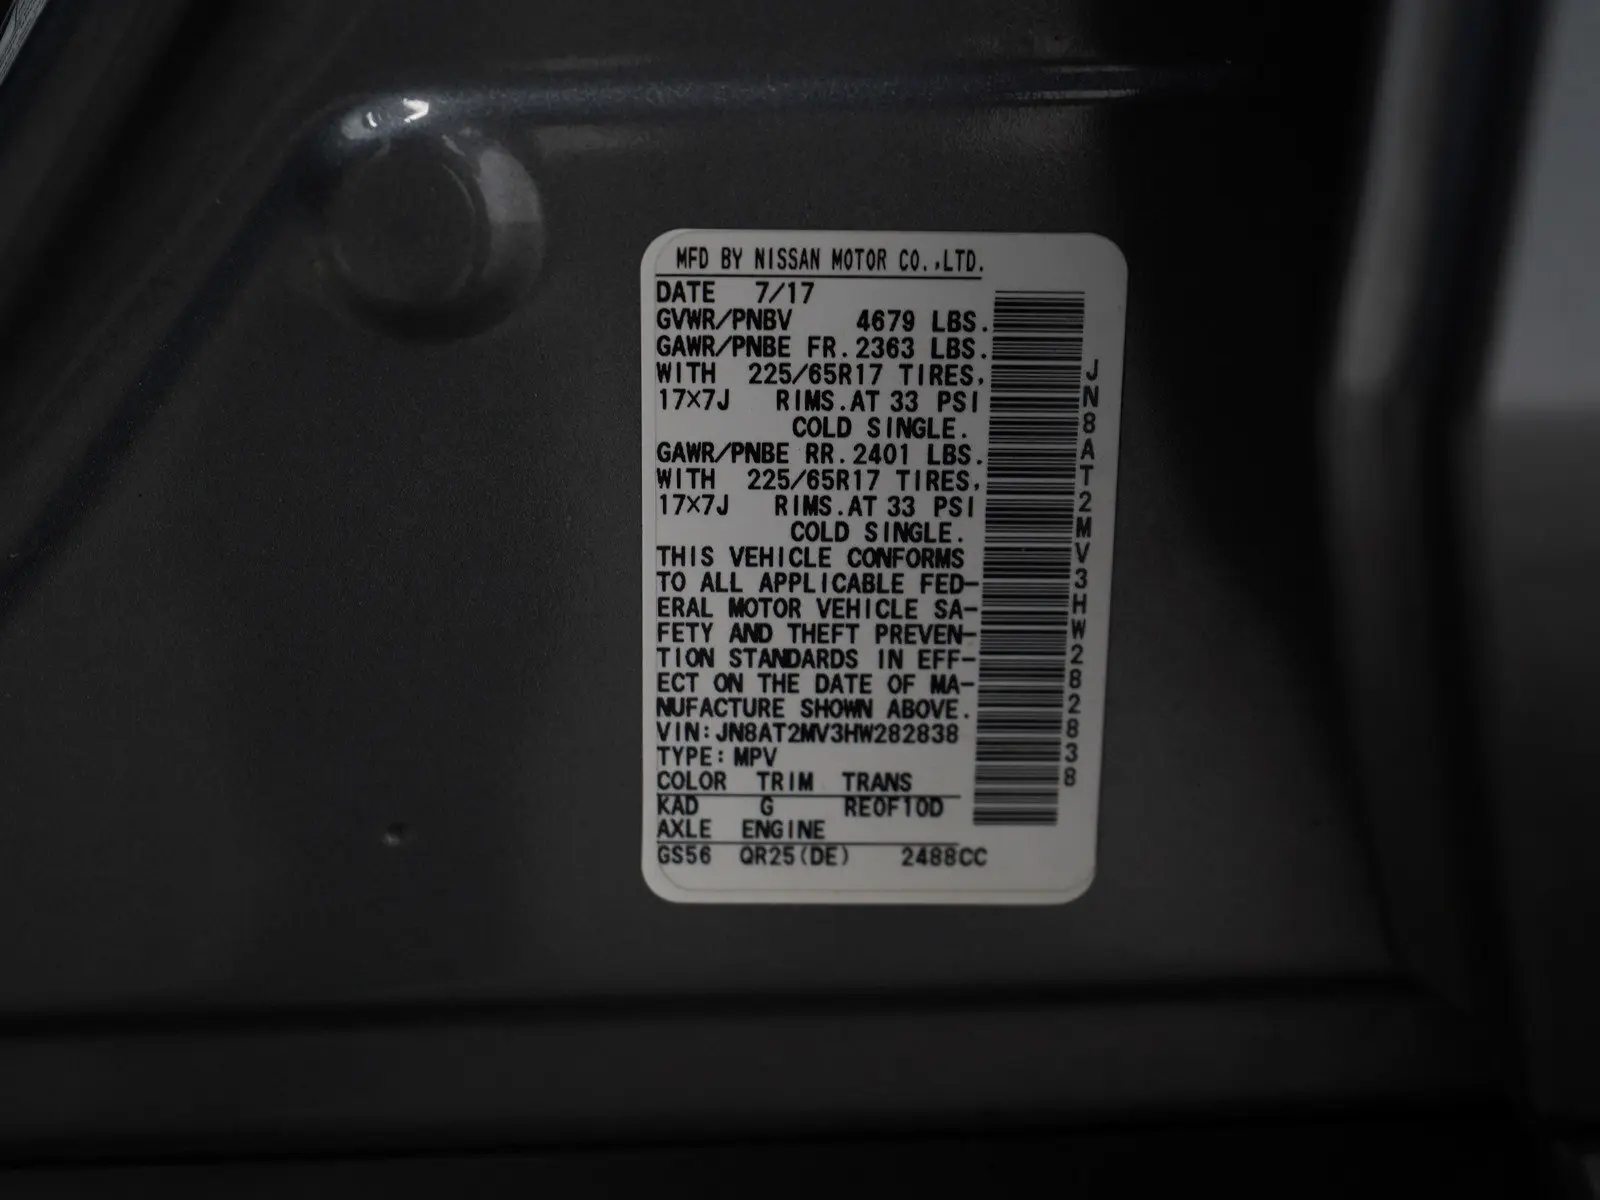 MFD BY NISSAN MOTOR CO.,LTD.
DATE 7/17
GVWR/PNBV 4679 LBS.
GAWR/PNBE FR.2363 LBS.
WITH 225/65R17 TIRES,
17×7J RIMS.AT 33 PSI
COLD SINGLE.
GAWR/PNBE RR.2401 LBS.
WITH 225/65R17 TIRES,
17×7J RIMS.AT 33 PSI
COLD SINGLE.
THIS VEHICLE CONFORMS
TO ALL APPLICABLE FED-
ERAL MOTOR VEHICLE SA-
FETY AND THEFT PREVEN-
TION STANDARDS IN EFF-
ECT ON THE DATE OF MA-
NUFACTURE SHOWN ABOVE.
VIN:JN8AT2MV3HW282838
TYPE:MPV
COLOR TRIM TRANS
KAD G RE0F10D
AXLE ENGINE
GS56 QR25(DE) 2488CC
JN8AT2MV3HW282838